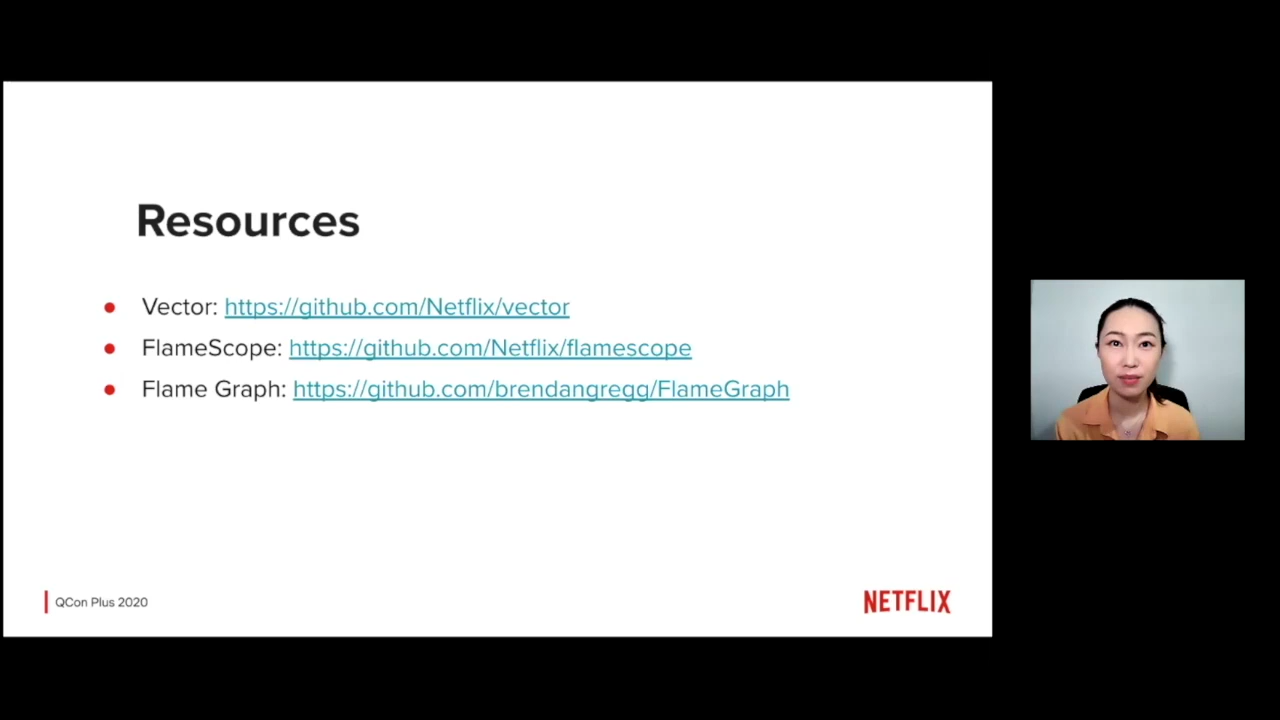 Resources
● Vector: https://github.com/Netflix/vector
● FlameScope: https://github.com/Netflix/flamescope
● Flame Graph: https://github.com/brendangregg/FlameGraph
QCon Plus 2020
NETFLIX